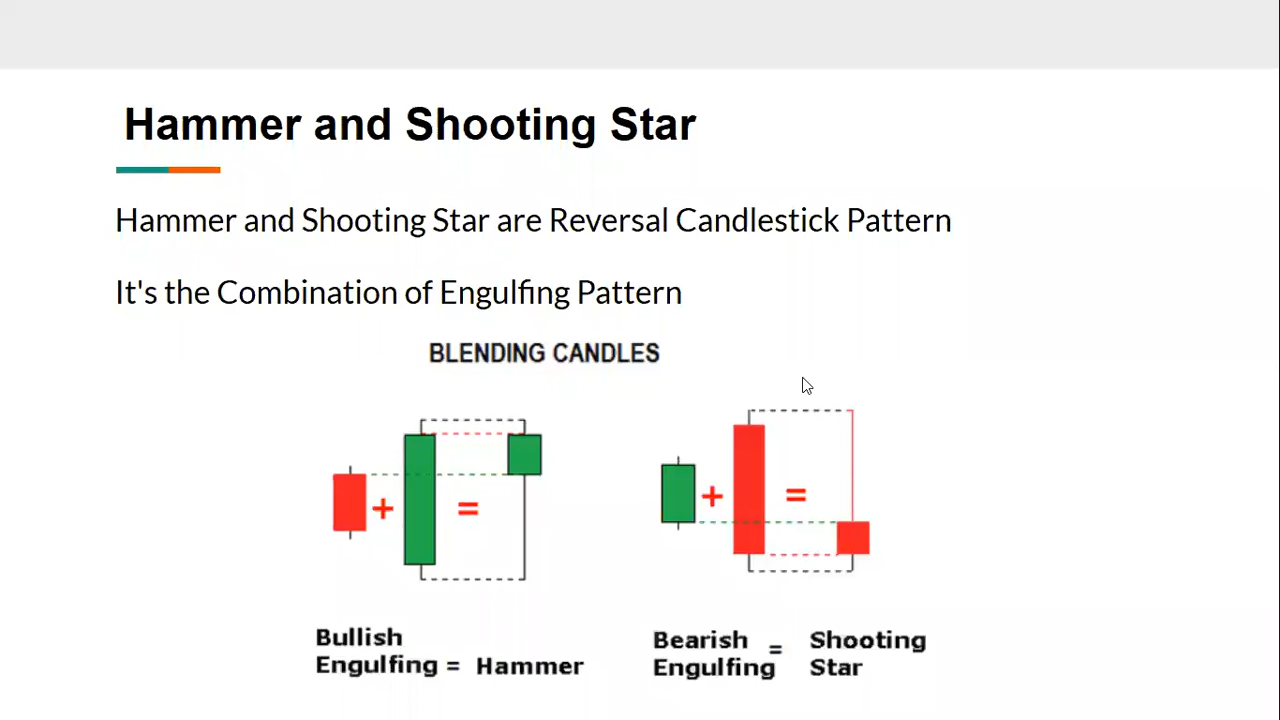 Hammer and Shooting Star
Hammer and Shooting Star are Reversal Candlestick Pattern
It's the Combination of Engulfing Pattern
BLENDING CANDLES
+ =
+ =
Bullish
Engulfing = Hammer
Bearish = Shooting
Engulfing Star